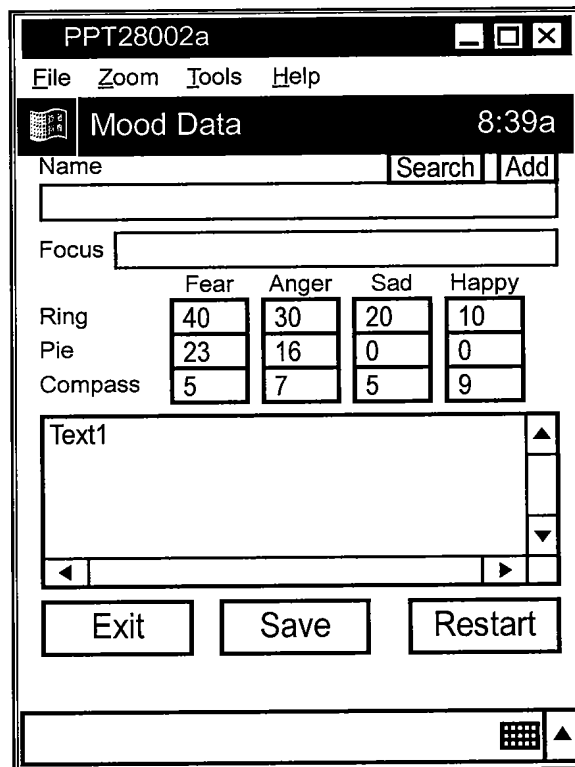 PPT28002a
File Zoom Tools Help
Mood Data 8:39a
Name Search Add
Focus
Fear Anger Sad Happy
Ring 40 30 20 10
Pie 23 16 0 0
Compass 5 7 5 9
Text1
Exit Save Restart